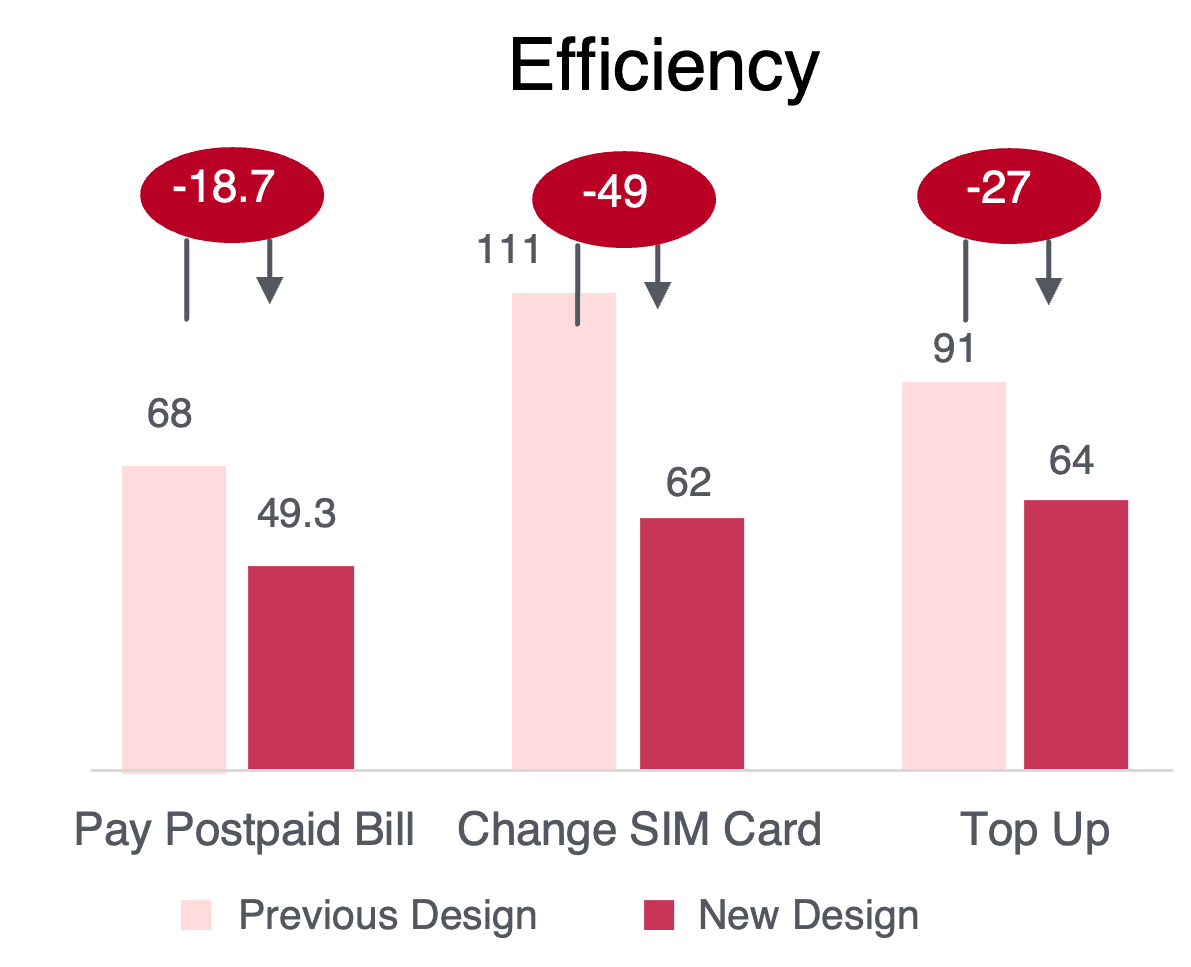 Efficiency
-18.7
-49
-27
111
91
68
64
62
49.3
Pay Postpaid Bill
Change SIM Card
Top Up
Previous Design
New Design